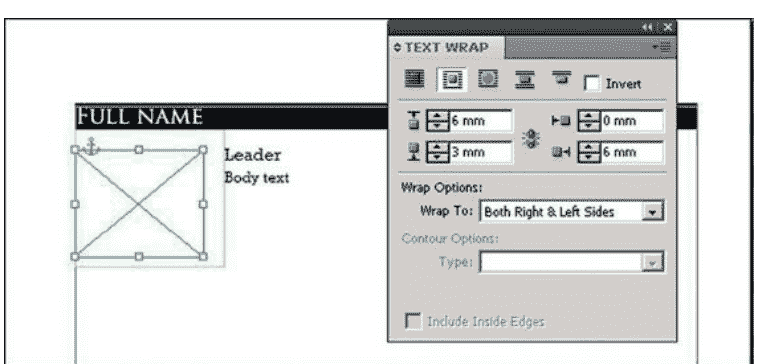 TEXT WRAP
Invert
FULL NAME
6 mm
0 mm
3 mm
6 mm
Leader
Body text
Wrap Options:
Wrap To: Both Right & Left Sides
Contour Options:
Type:
Include Inside Edges